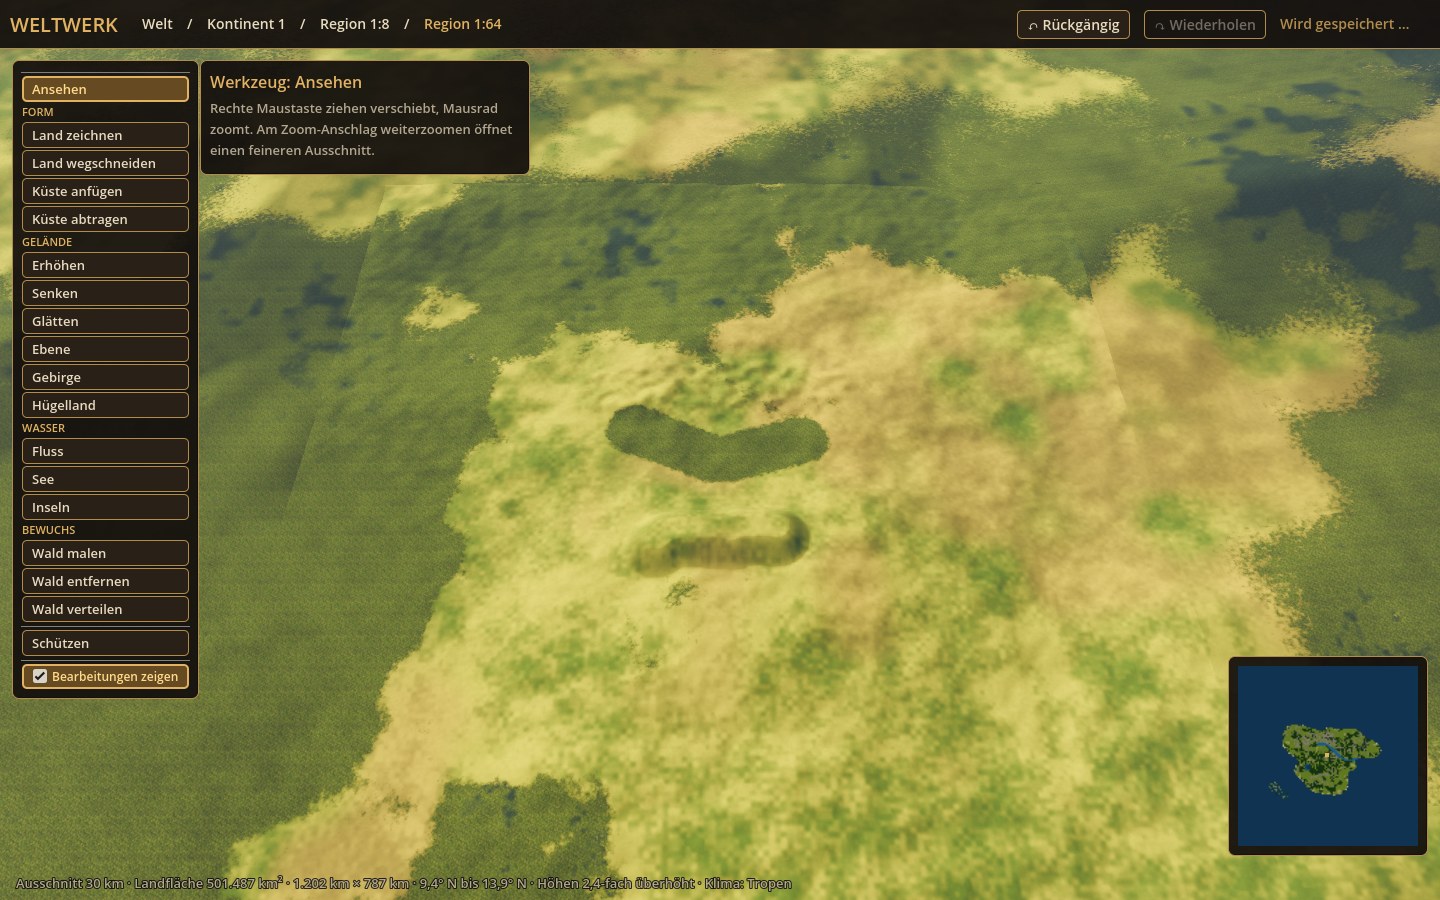 WELTWERK Welt / Kontinent 1 / Region 1:8 / Region 1:64 Rückgängig Wiederholen Wird gespeichert ...
Ansehen
FORM
Land zeichnen
Land wegschneiden
Küste anfügen
Küste abtragen
GELÄNDE
Erhöhen
Senken
Glätten
Ebene
Gebirge
Hügelland
WASSER
Fluss
See
Inseln
BEWUCHS
Wald malen
Wald entfernen
Wald verteilen
Schützen
Bearbeitungen zeigen
Werkzeug: Ansehen
Rechte Maustaste ziehen verschiebt, Mausrad
zoomt. Am Zoom-Anschlag weiterzoomen öffnet
einen feineren Ausschnitt.
Ausschnitt 30 km · Landfläche 501.487 km² · 1.202 km × 787 km · 9,4° N bis 13,9° N · Höhen 2,4-fach überhöht · Klima: Tropen